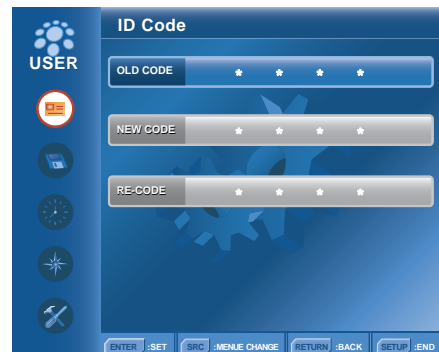 USER
ID Code
OLD CODE * * * *
NEW CODE * * * *
RE-CODE * * * *
ENTER :SET SRC :MENUE CHANGE RETURN :BACK SETUP :END